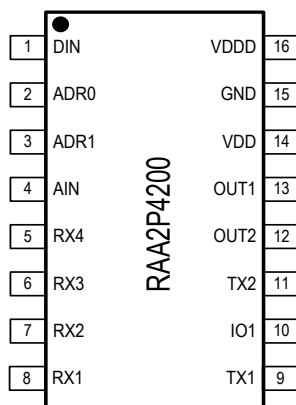 1 DIN VDDD 16
2 ADR0 GND 15
3 ADR1 VDD 14
4 AIN OUT1 13
5 RX4 OUT2 12
6 RX3 TX2 11
7 RX2 IO1 10
8 RX1 TX1 9
RAA2P4200